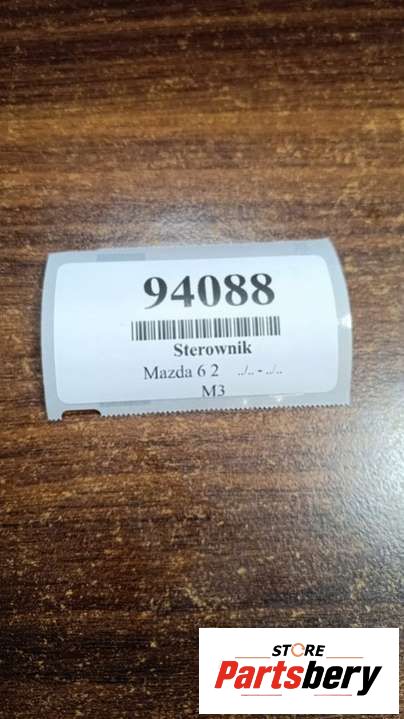 94088
Sterownik
Mazda 6 2 ../.. - ../..
M3
STORE
Partsbery